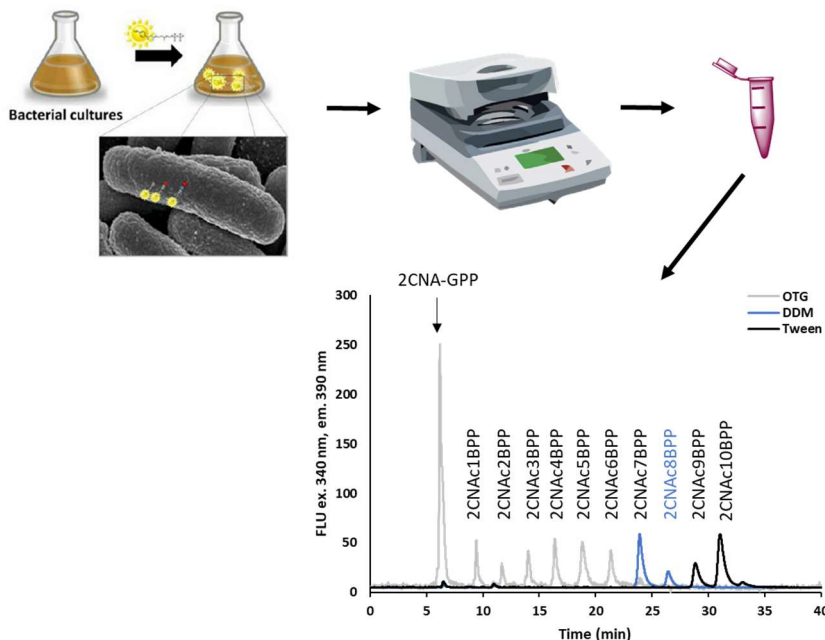 Bacterial cultures
2CNA-GPP
OTG
DDM
Tween
FLU ex. 340 nm, em. 390 nm
300
250
200
150
100
50
0
2CNAc1BPP
2CNAc2BPP
2CNAc3BPP
2CNAc4BPP
2CNAc5BPP
2CNAc6BPP
2CNAc7BPP
2CNAc8BPP
2CNAc9BPP
2CNAc10BPP
0 5 10 15 20 25 30 35 40
Time (min)